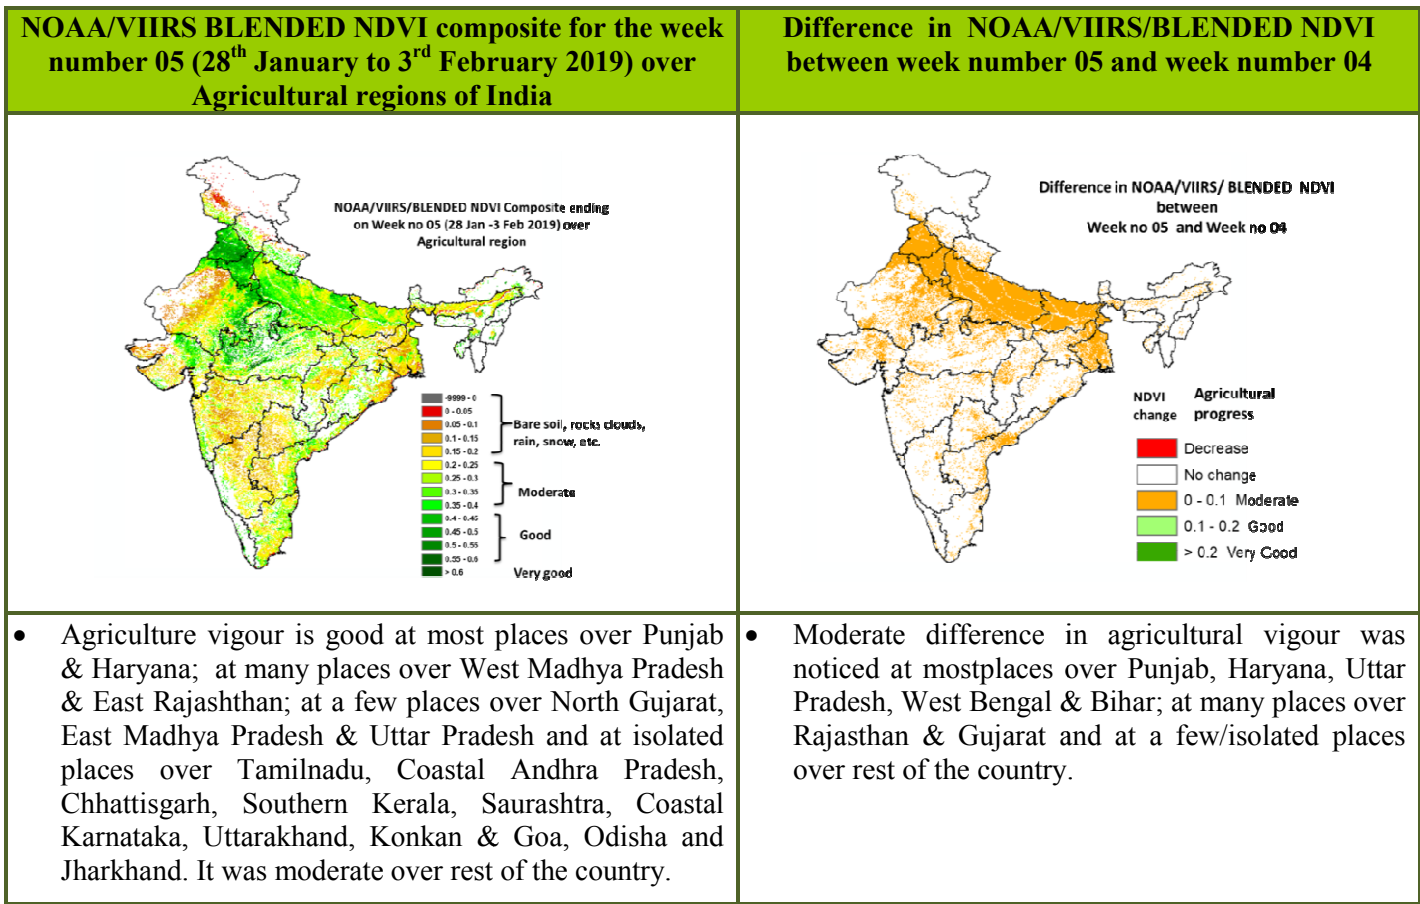 NOAA/VIIRS BLENDED NDVI composite for the week
number 05 (28th January to 3rd February 2019) over
Agricultural regions of India
Difference in NOAA/VIIRS/BLENDED NDVI
between week number 05 and week number 04
NOAA/VIIRS/BLENDED NDVI Composite ending
on Week no 05 (28 Jan -3 Feb 2019) over
Agricultural region
-9999 - 0
0 - 0.05
0.05 - 0.1
0.1 - 0.15
0.15 - 0.2
0.2 - 0.25
0.25 - 0.3
0.3 - 0.35
0.35 - 0.4
0.4 - 0.45
0.45 - 0.5
0.5 - 0.55
0.55 - 0.6
> 0.6
Bare soil, rocks clouds,
rain, snow, etc.
Moderate
Good
Very good
Difference in NOAA/VIIRS/ BLENDED NDVI
between
Week no 05 and Week no 04
NDVI
change
Agricultural
progress
Decrease
No change
0 - 0.1 Moderate
0.1 - 0.2 Good
> 0.2 Very Good
• Agriculture vigour is good at most places over Punjab
& Haryana; at many places over West Madhya Pradesh
& East Rajashthan; at a few places over North Gujarat,
East Madhya Pradesh & Uttar Pradesh and at isolated
places over Tamilnadu, Coastal Andhra Pradesh,
Chhattisgarh, Southern Kerala, Saurashtra, Coastal
Karnataka, Uttarakhand, Konkan & Goa, Odisha and
Jharkhand. It was moderate over rest of the country.
• Moderate difference in agricultural vigour was
noticed at mostplaces over Punjab, Haryana, Uttar
Pradesh, West Bengal & Bihar; at many places over
Rajasthan & Gujarat and at a few/isolated places
over rest of the country.